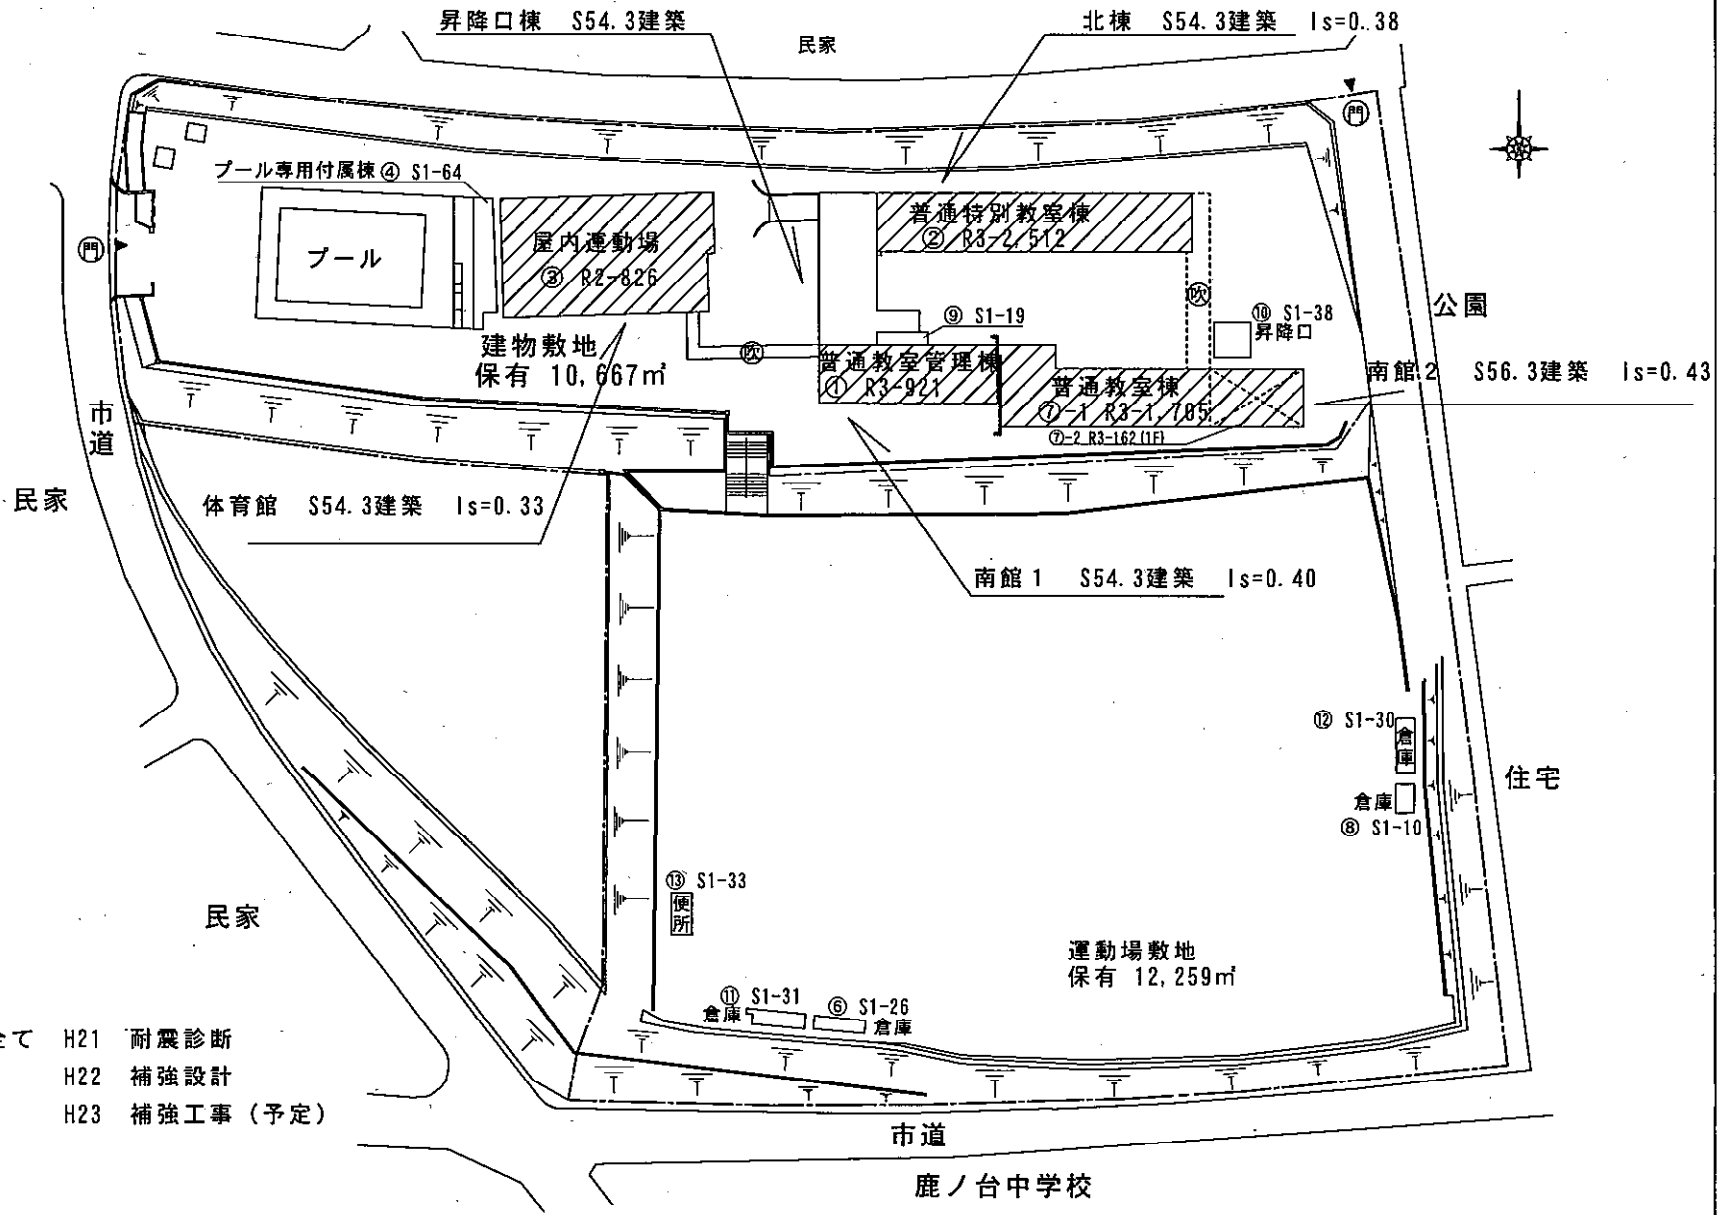 昇降口棟 S54.3建築
北棟 S54.3建築 Is=0.38
民家
門
プール専用付属棟 ④ S1-64
普通特別教室棟
② R3-2,512
屋内運動場
③ R2-826
プール
門
吹
公園
⑨ S1-19
⑩ S1-38
昇降口
建物敷地
保有 10,667㎡
吹
普通教室管理棟
① R3-921
普通教室棟
⑦-1 R3-1,705
⑦-2 R3-162(1F)
南館2 S56.3建築 Is=0.43
市道
民家
体育館 S54.3建築 Is=0.33
南館1 S54.3建築 Is=0.40
⑫ S1-30
倉庫
住宅
倉庫
⑧ S1-10
⑬ S1-33
便所
民家
運動場敷地
保有 12,259㎡
⑪ S1-31
倉庫
⑥ S1-26
倉庫
全て H21 耐震診断
H22 補強設計
H23 補強工事(予定)
市道
鹿ノ台中学校